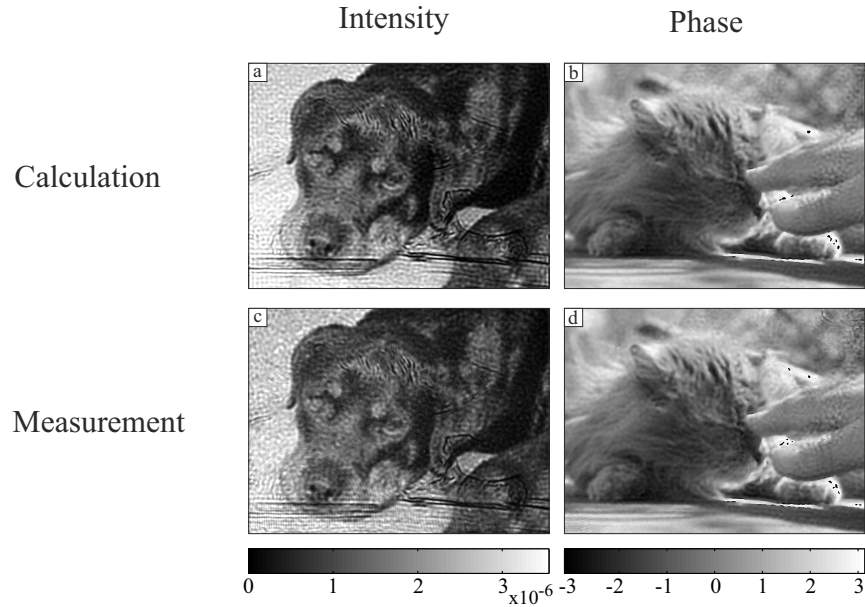 Intensity
Phase
a
b
Calculation
c
d
Measurement
0 1 2 3 x10^-6
-3 -2 -1 0 1 2 3